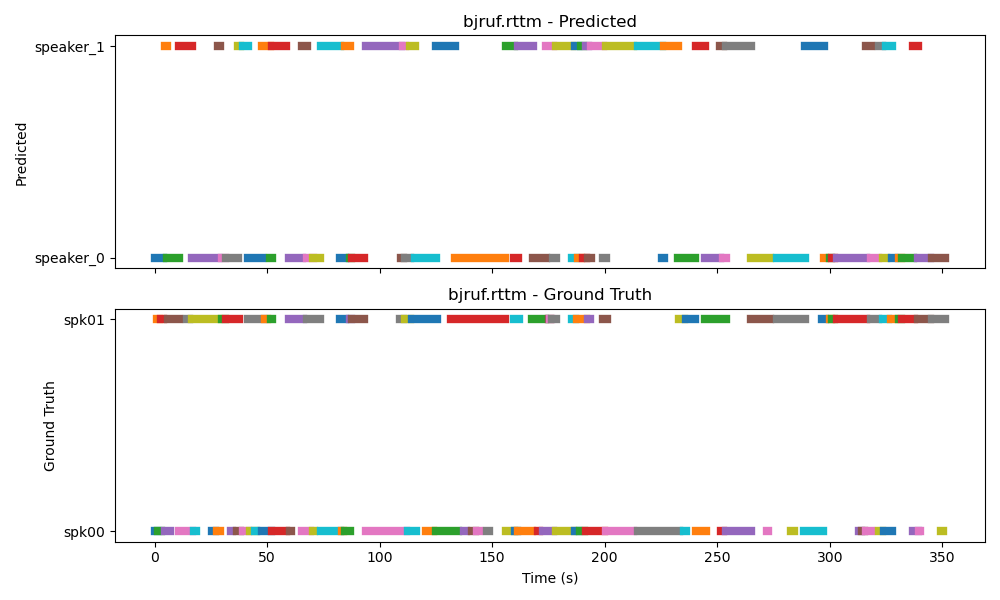 bjruf.rttm - Predicted
speaker_1
Predicted
speaker_0
bjruf.rttm - Ground Truth
spk01
Ground Truth
spk00
0 50 100 150 200 250 300 350
Time (s)